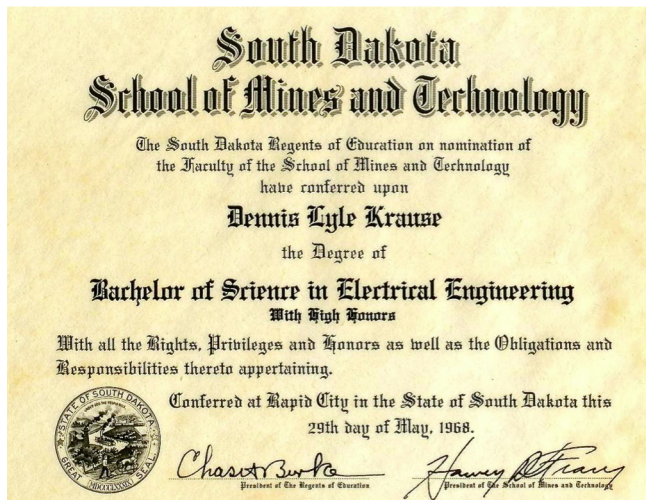 South Dakota
School of Mines and Technology
The South Dakota Regents of Education on nomination of
the Faculty of the School of Mines and Technology
have conferred upon
Dennis Lyle Krause
the Degree of
Bachelor of Science in Electrical Engineering
With High Honors
With all the Rights, Privileges and Honors as well as the Obligations and
Responsibilities thereto appertaining.
Conferred at Rapid City in the State of South Dakota this
29th day of May, 1968.
STATE OF SOUTH DAKOTA
GREAT SEAL
President of The Regents of Education
President of the School of Mines and Technology